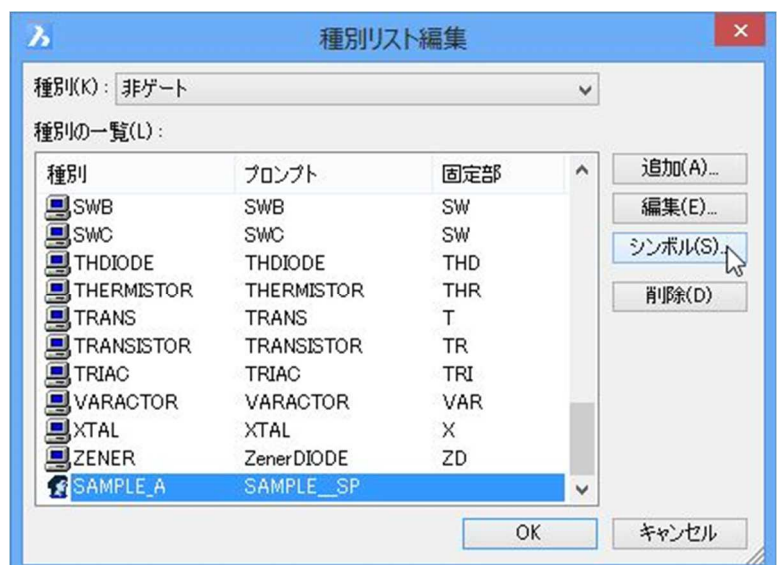 種別リスト編集
種別(K): 非ゲート
種別の一覧(L):
種別 プロンプト 固定部
SWB SWB SW
SWC SWC SW
THDIODE THDIODE THD
THERMISTOR THERMISTOR THR
TRANS TRANS T
TRANSISTOR TRANSISTOR TR
TRIAC TRIAC TRI
VARACTOR VARACTOR VAR
XTAL XTAL X
ZENER ZenerDIODE ZD
SAMPLE_A SAMPLE__SP
追加(A)...
編集(E)...
シンボル(S)...
削除(D)
OK キャンセル